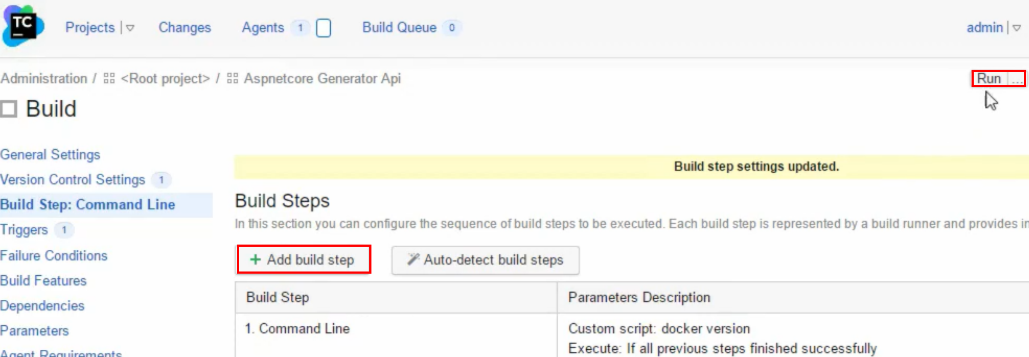 TC
Projects Changes Agents 1 Build Queue 0 admin
Administration / <Root project> / Aspnetcore Generator Api Run ...
Build
General Settings
Build step settings updated.
Version Control Settings 1
Build Step: Command Line
Build Steps
Triggers 1
In this section you can configure the sequence of build steps to be executed. Each build step is represented by a build runner and provides in
Failure Conditions
+ Add build step Auto-detect build steps
Build Features
Dependencies
Build Step Parameters Description
Parameters
1. Command Line Custom script: docker version
Execute: If all previous steps finished successfully
Agent Requirements